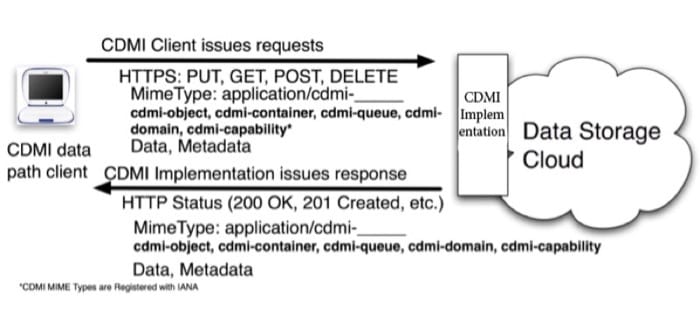 CDMI Client issues requests
HTTPS: PUT, GET, POST, DELETE
MimeType: application/cdmi-______
cdmi-object, cdmi-container, cdmi-queue, cdmi-
domain, cdmi-capability*
Data, Metadata
CDMI data
path client
CDMI
Implem
entation
Data Storage
Cloud
CDMI Implementation issues response
HTTP Status (200 OK, 201 Created, etc.)
MimeType: application/cdmi-______
cdmi-object, cdmi-container, cdmi-queue, cdmi-domain, cdmi-capability
Data, Metadata
*CDMI MIME Types are Registered with IANA